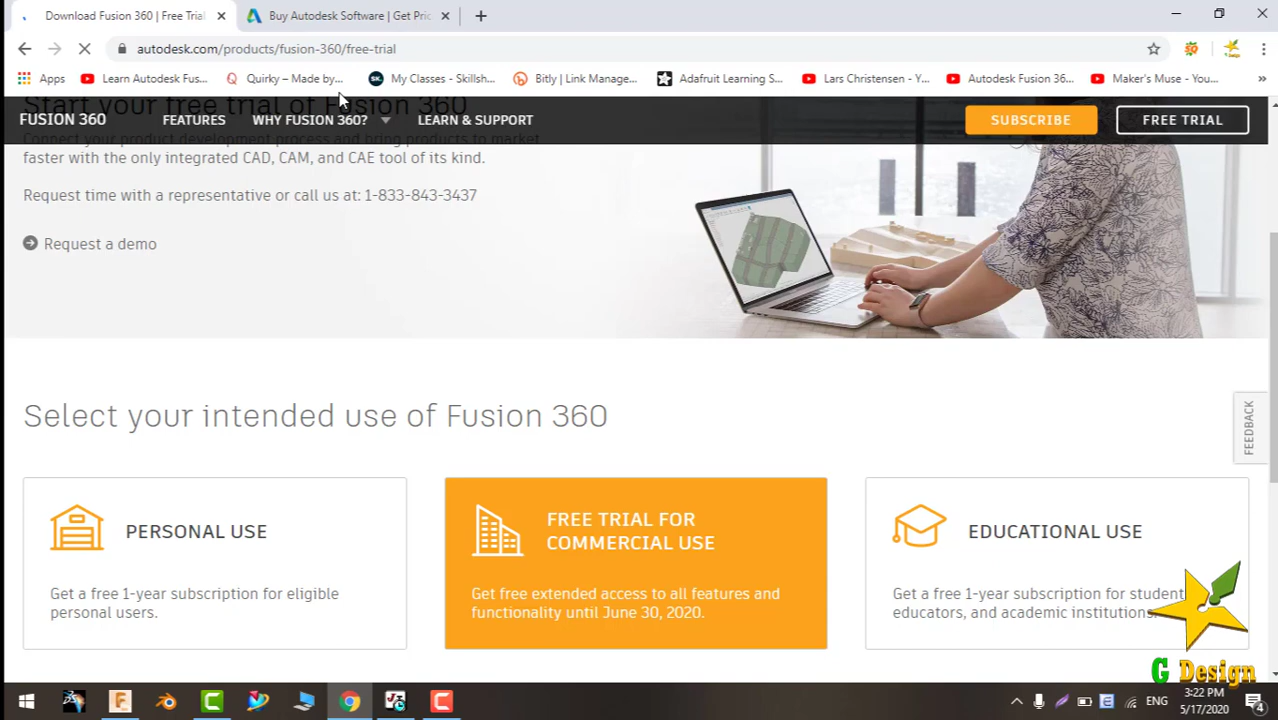 Download Fusion 360 | Free Trial
Buy Autodesk Software | Get Pric
autodesk.com/products/fusion-360/free-trial
Apps
Learn Autodesk Fus...
Quirky – Made by...
My Classes - Skillsh...
Bitly | Link Manage...
Adafruit Learning S...
Lars Christensen - Y...
Autodesk Fusion 36...
Maker's Muse - You...
»
Start your free trial of Fusion 360
FUSION 360
FEATURES
WHY FUSION 360?
LEARN & SUPPORT
SUBSCRIBE
FREE TRIAL
Connect your product development process and bring products to market
faster with the only integrated CAD, CAM, and CAE tool of its kind.
Request time with a representative or call us at: 1-833-843-3437
Request a demo
FEEDBACK
Select your intended use of Fusion 360
PERSONAL USE
Get a free 1-year subscription for eligible
personal users.
FREE TRIAL FOR
COMMERCIAL USE
Get free extended access to all features and
functionality until June 30, 2020.
EDUCATIONAL USE
Get a free 1-year subscription for student
educators, and academic institutions.
G Design
ENG
3:22 PM
5/17/2020
4